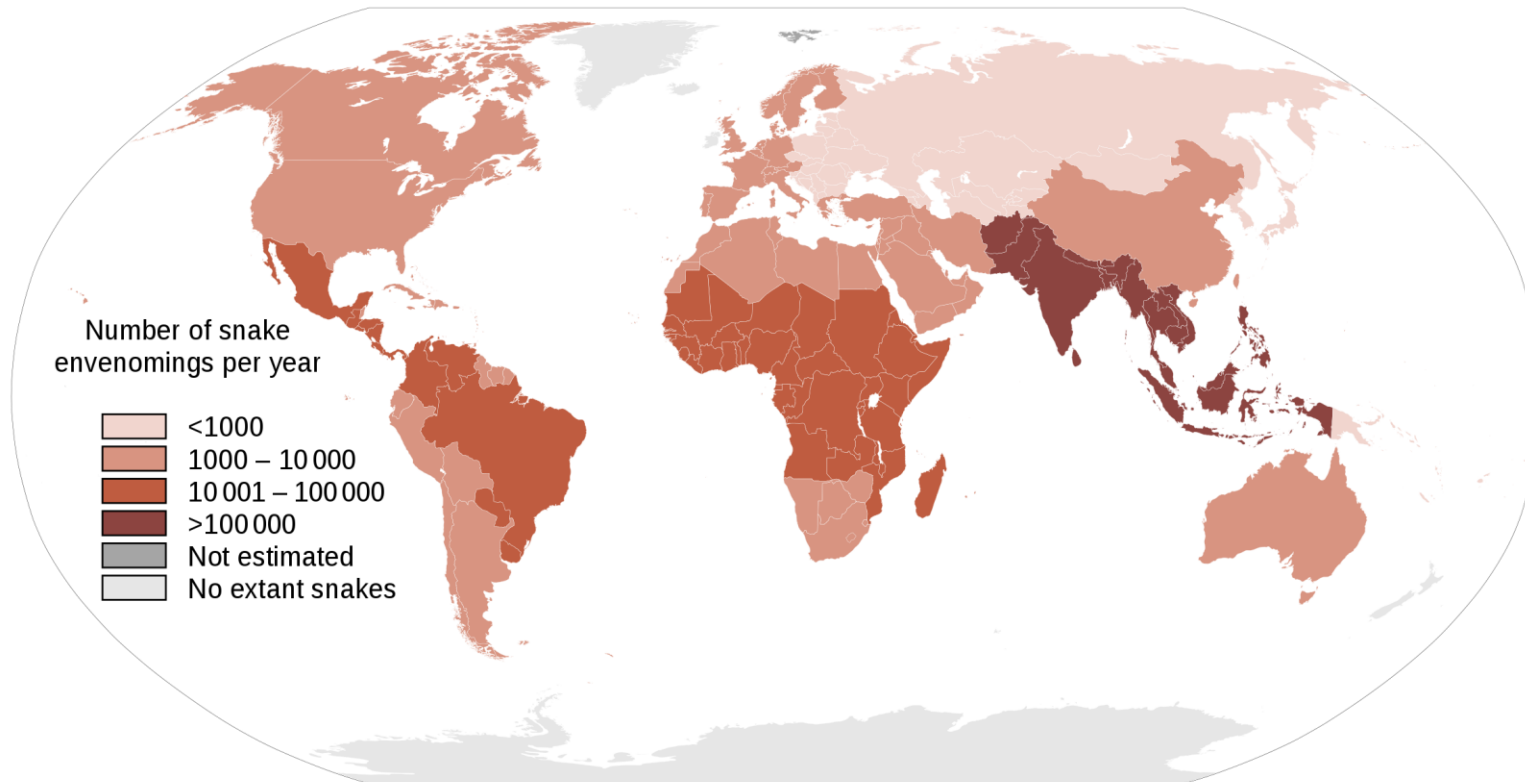 Number of snake
envenomings per year
<1000
1000 – 10 000
10 001 – 100 000
>100 000
Not estimated
No extant snakes